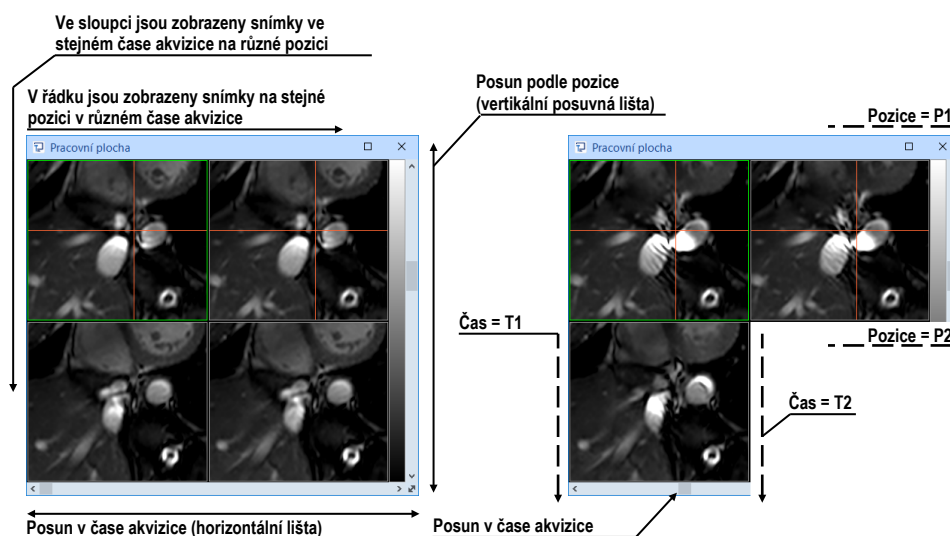 Ve sloupci jsou zobrazeny snímky ve
stejném čase akvizice na různé pozici
V řádku jsou zobrazeny snímky na stejné
pozici v různém čase akvizice
Posun podle pozice
(vertikální posuvná lišta)
Pozice = P1
Pracovní plocha
Pracovní plocha
Čas = T1
Pozice = P2
Čas = T2
Posun v čase akvizice (horizontální lišta)
Posun v čase akvizice